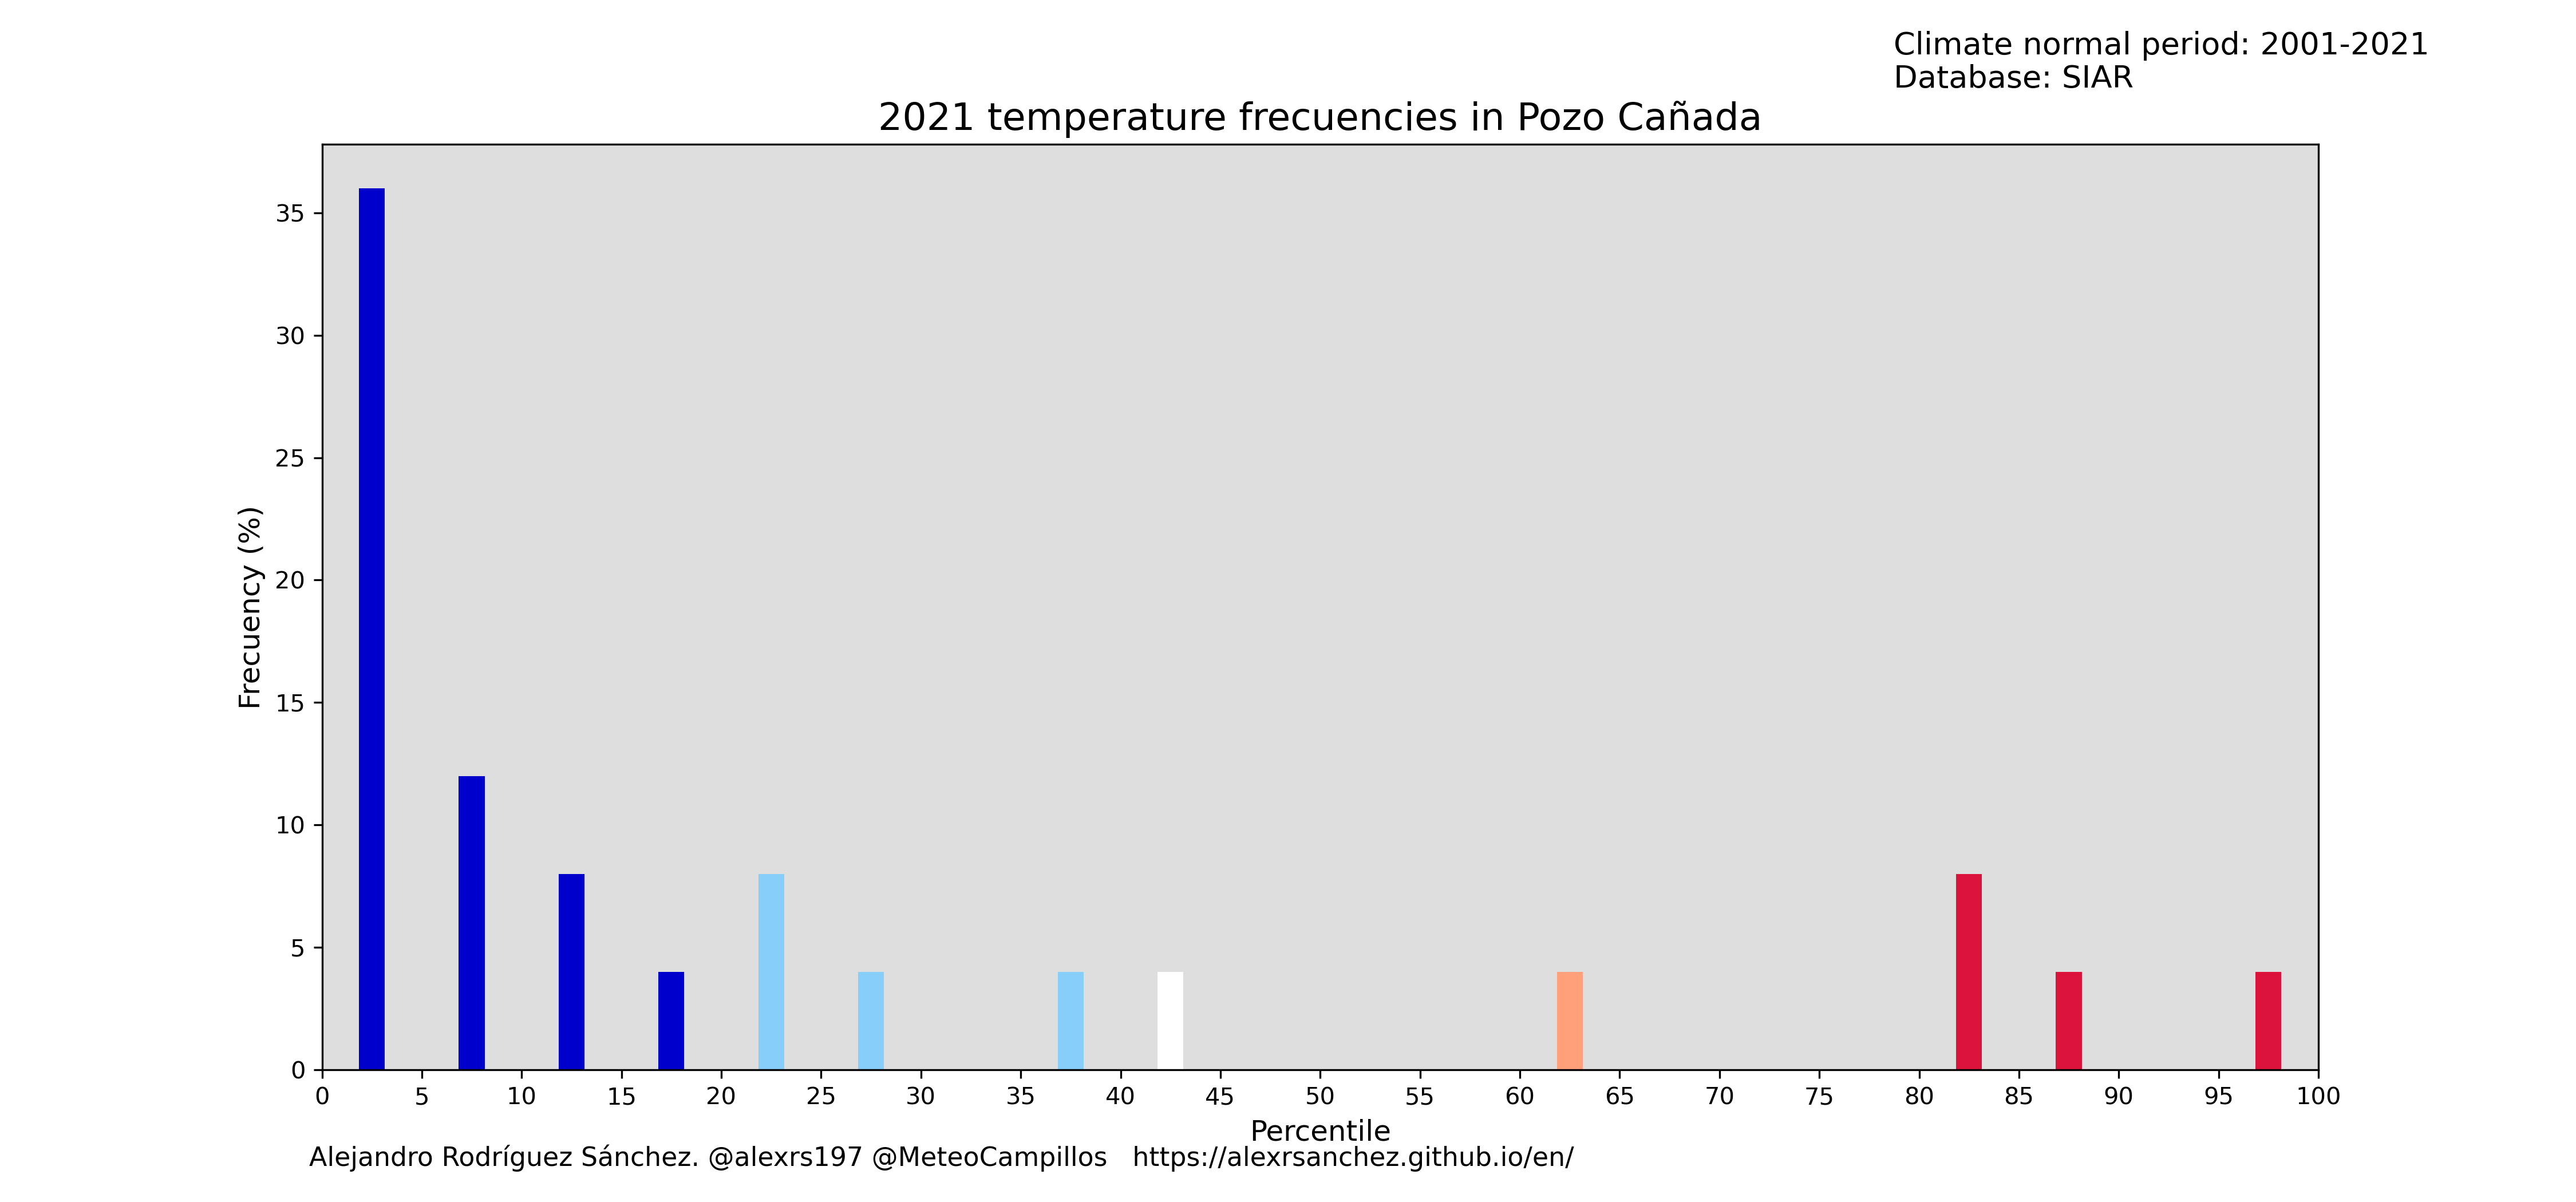 Climate normal period: 2001-2021
Database: SIAR
2021 temperature frecuencies in Pozo Cañada
35
30
25
20
15
10
5
0
Frecuency (%)
0 5 10 15 20 25 30 35 40 45 50 55 60 65 70 75 80 85 90 95 100
Percentile
Alejandro Rodríguez Sánchez. @alexrs197 @MeteoCampillos https://alexrsanchez.github.io/en/